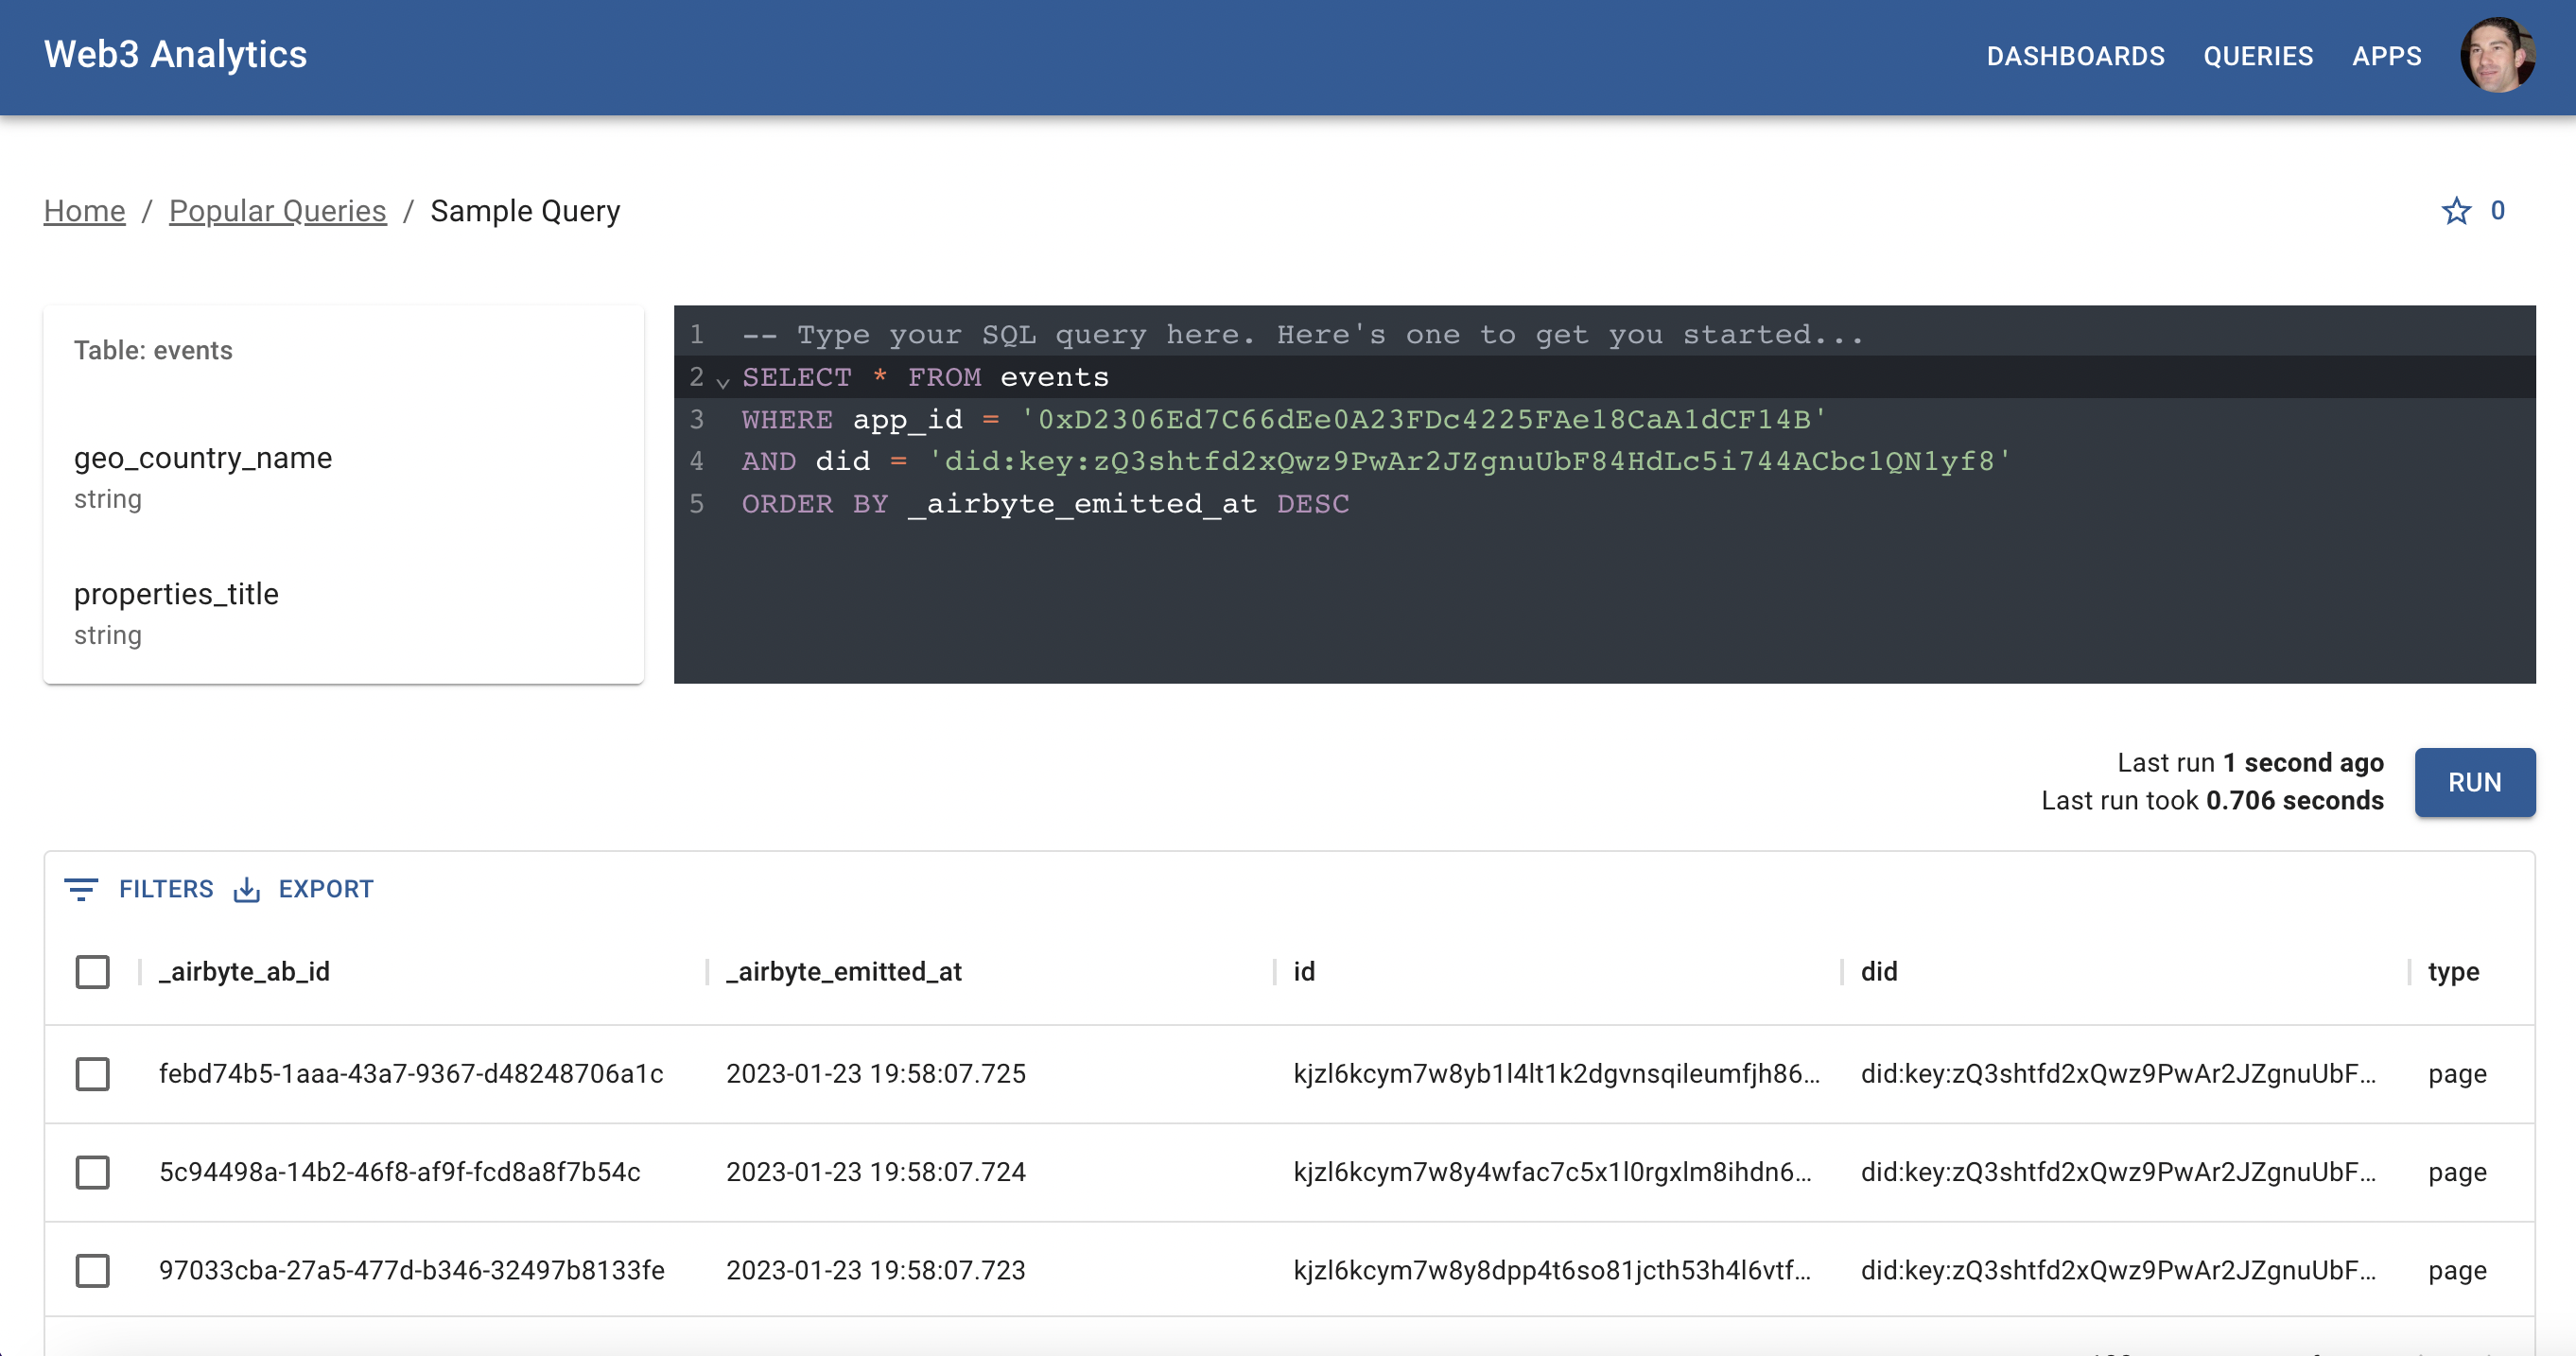 Web3 Analytics
DASHBOARDS QUERIES APPS
Home / Popular Queries / Sample Query
0
Table: events
geo_country_name
string
properties_title
string
1 -- Type your SQL query here. Here's one to get you started...
2 SELECT * FROM events
3 WHERE app_id = '0xD2306Ed7C66dEe0A23FDc4225FAe18CaA1dCF14B'
4 AND did = 'did:key:zQ3shtfd2xQwz9PwAr2JZgnuUbF84HdLc5i744ACbc1QN1yf8'
5 ORDER BY _airbyte_emitted_at DESC
Last run 1 second ago
Last run took 0.706 seconds
RUN
FILTERS EXPORT
_airbyte_ab_id _airbyte_emitted_at id did type
febd74b5-1aaa-43a7-9367-d48248706a1c 2023-01-23 19:58:07.725 kjzl6kcym7w8yb1l4lt1k2dgvnsqileumfjh86... did:key:zQ3shtfd2xQwz9PwAr2JZgnuUbF... page
5c94498a-14b2-46f8-af9f-fcd8a8f7b54c 2023-01-23 19:58:07.724 kjzl6kcym7w8y4wfac7c5x1l0rgxlm8ihdn6... did:key:zQ3shtfd2xQwz9PwAr2JZgnuUbF... page
97033cba-27a5-477d-b346-32497b8133fe 2023-01-23 19:58:07.723 kjzl6kcym7w8y8dpp4t6so81jcth53h4l6vtf... did:key:zQ3shtfd2xQwz9PwAr2JZgnuUbF... page